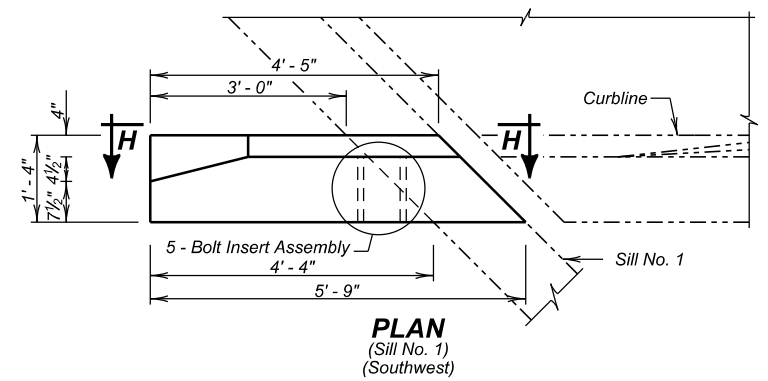 4' - 5"
3' - 0"
Curbline
4"
H
H
1' - 4"
4½"
7½"
5 - Bolt Insert Assembly
4' - 4"
Sill No. 1
5' - 9"
PLAN
(Sill No. 1)
(Southwest)